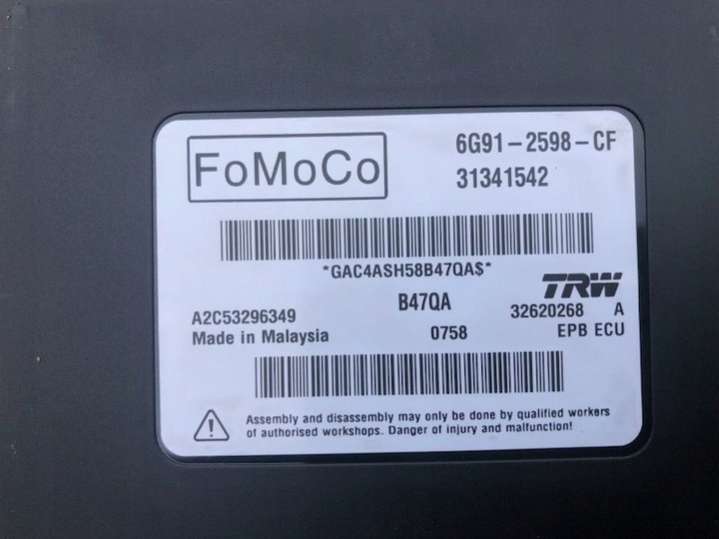 FoMoCo
6G91-2598-CF
31341542
*GAC4ASH58B47QA$*
B47QA
TRW
A2C53296349
32620268 A
Made in Malaysia
0758
EPB ECU
Assembly and disassembly may only be done by qualified workers
of authorised workshops. Danger of injury and malfunction!